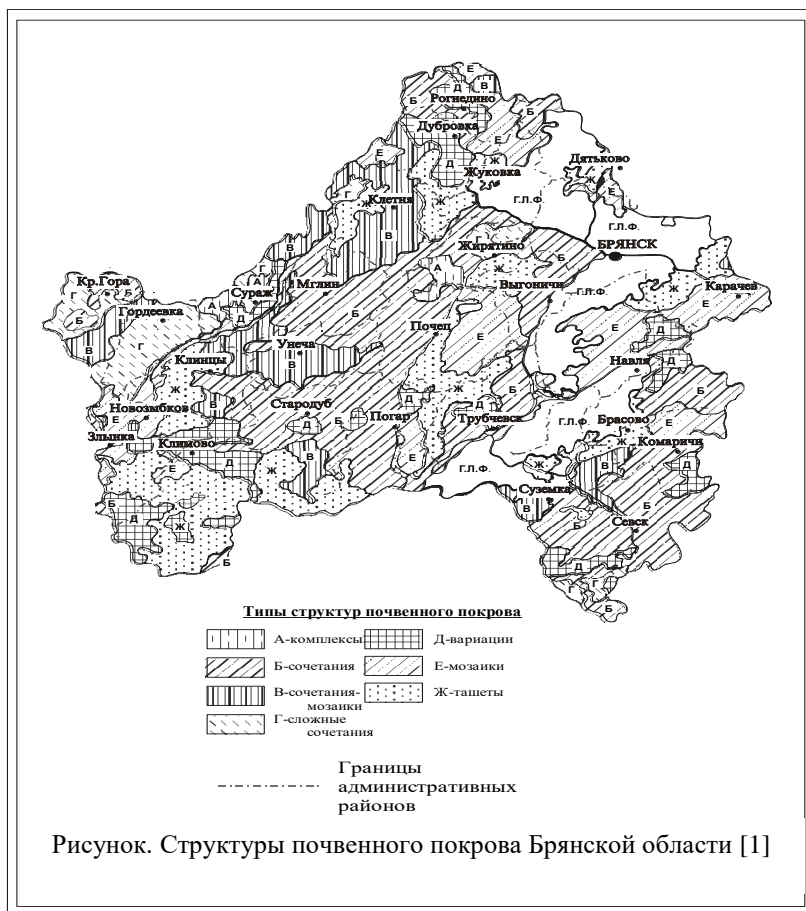 Е
Д
В
Б
Рогнедино
Б
Дубровка
Е
Е
Д
Ж
Дятьково
Жуковка
Ж
Е
Г
Ж
Клетня
Ж
Г.Л.Ф.
Г.Л.Ф.
В
Г
Жирятино
Б
БРЯНСК
В
Г
А
Ж
Кр.Гора
Б
А
Сураж
Мглин
Выгоничи
Г.Л.Ф.
Ж
Карачев
Г
А
Д
Е
Б
Гордеевка
Б
Почеп
Е
Е
Д
В
Г
Унеча
Навля
Клинцы
В
Д
Ж
Ж
Б
Б
Новозыбков
В
Стародуб
Б
Д
Г.Л.Ф.
Брасово
Е
Д
Погар
Трубчевск
Ж
Комаричи
Злынка
Климово
Е
Д
Ж
В
Е
Г.Л.Ф.
Ж
В
Д
Б
Суземка
Д
Ж
В
Б
Б
Севск
Б
Д
Г
Г
Б
Типы структур почвенного покрова
А-комплексы
Д-вариации
Б-сочетания
Е-мозаики
В-сочетания-
мозаики
Ж-ташеты
Г-сложные
сочетания
Границы
административных
районов
Рисунок. Структуры почвенного покрова Брянской области [1]